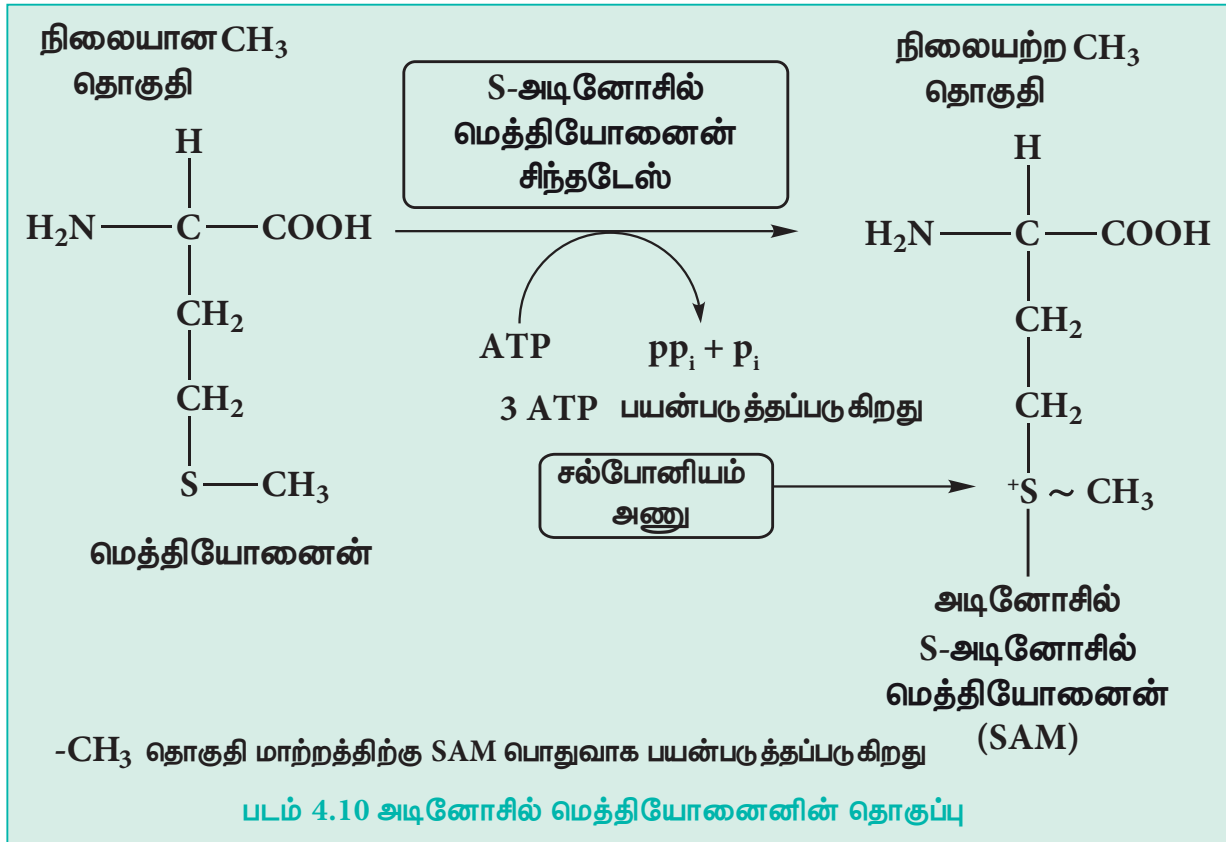 நிலையான CH₃
தொகுதி
H
H₂N—C—COOH
CH₂
CH₂
S—CH₃
மெத்தியோனைன்
S-அடினோசில்
மெத்தியோனைன்
சிந்தடேஸ்
ATP
ppᵢ + pᵢ
3 ATP பயன்படுத்தப்படுகிறது
சல்போனியம்
அணு
நிலையற்ற CH₃
தொகுதி
H
H₂N—C—COOH
CH₂
CH₂
⁺S ~ CH₃
அடினோசில்
S-அடினோசில்
மெத்தியோனைன்
(SAM)
-CH₃ தொகுதி மாற்றத்திற்கு SAM பொதுவாக பயன்படுத்தப்படுகிறது
படம் 4.10 அடினோசில் மெத்தியோனைனின் தொகுப்பு